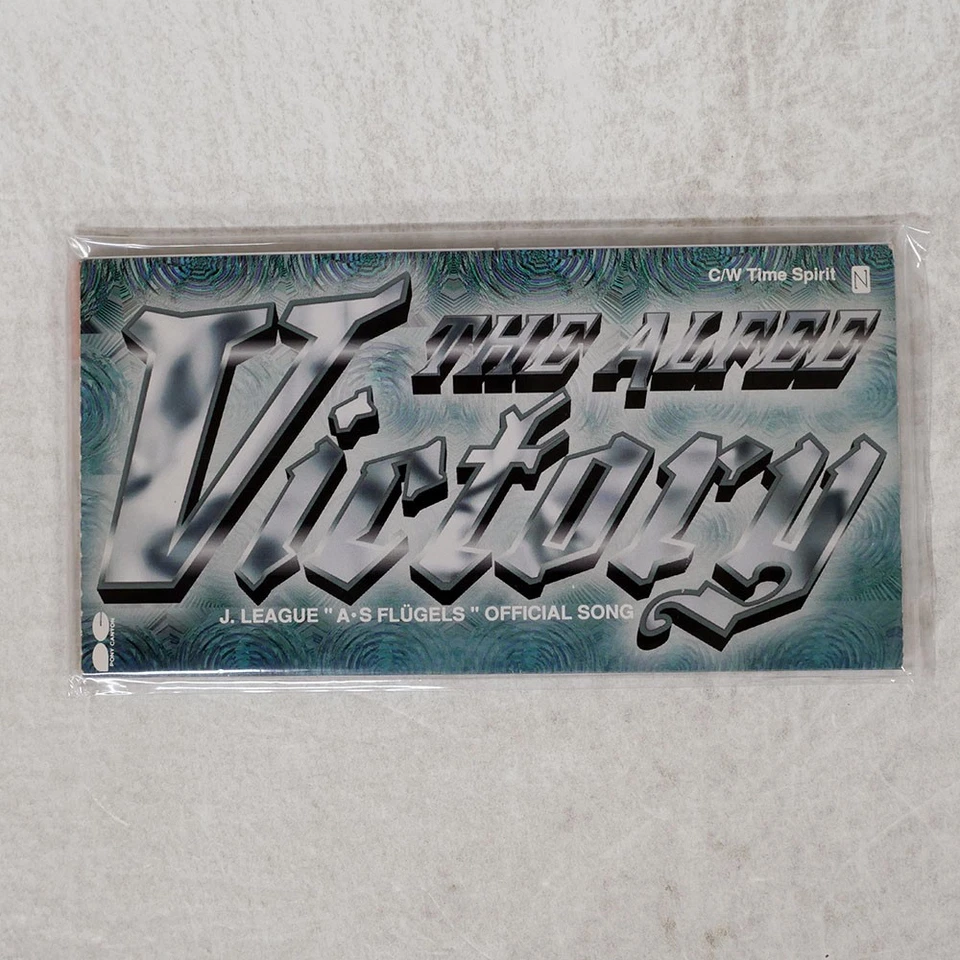 C/W Time Spirit N
THE ALFEE
Victory
J. LEAGUE " A•S FLÜGELS " OFFICIAL SONG
PONY CANYON